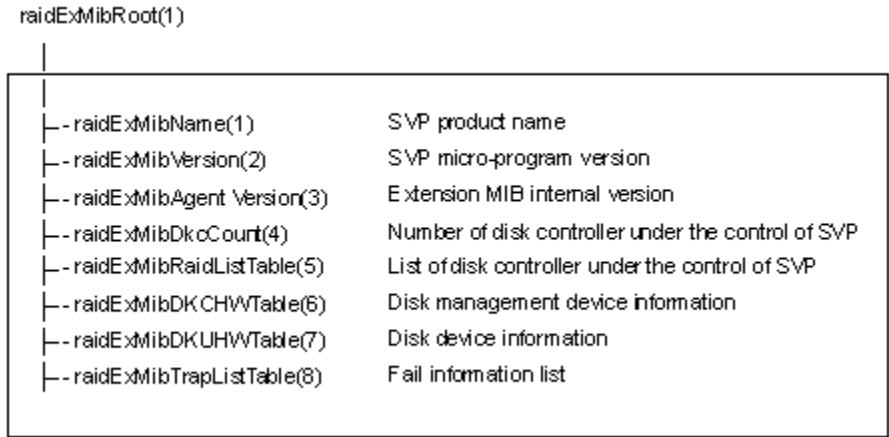 raidExMibRoot(1)
raidExMibName(1) SVP product name
raidExMibVersion(2) SVP micro-program version
raidExMibAgent Version(3) Extension MIB internal version
raidExMibDkcCount(4) Number of disk controller under the control of SVP
raidExMibRaidListTable(5) List of disk controller under the control of SVP
raidExMibDKCHWTable(6) Disk management device information
raidExMibDKUHWTable(7) Disk device information
raidExMibTrapListTable(8) Fail information list